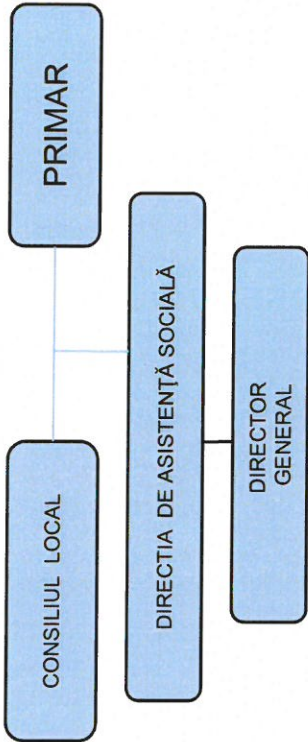 CONSILIUL LOCAL
PRIMAR
DIRECTIA DE ASISTENȚĂ SOCIALĂ
DIRECTOR
GENERAL